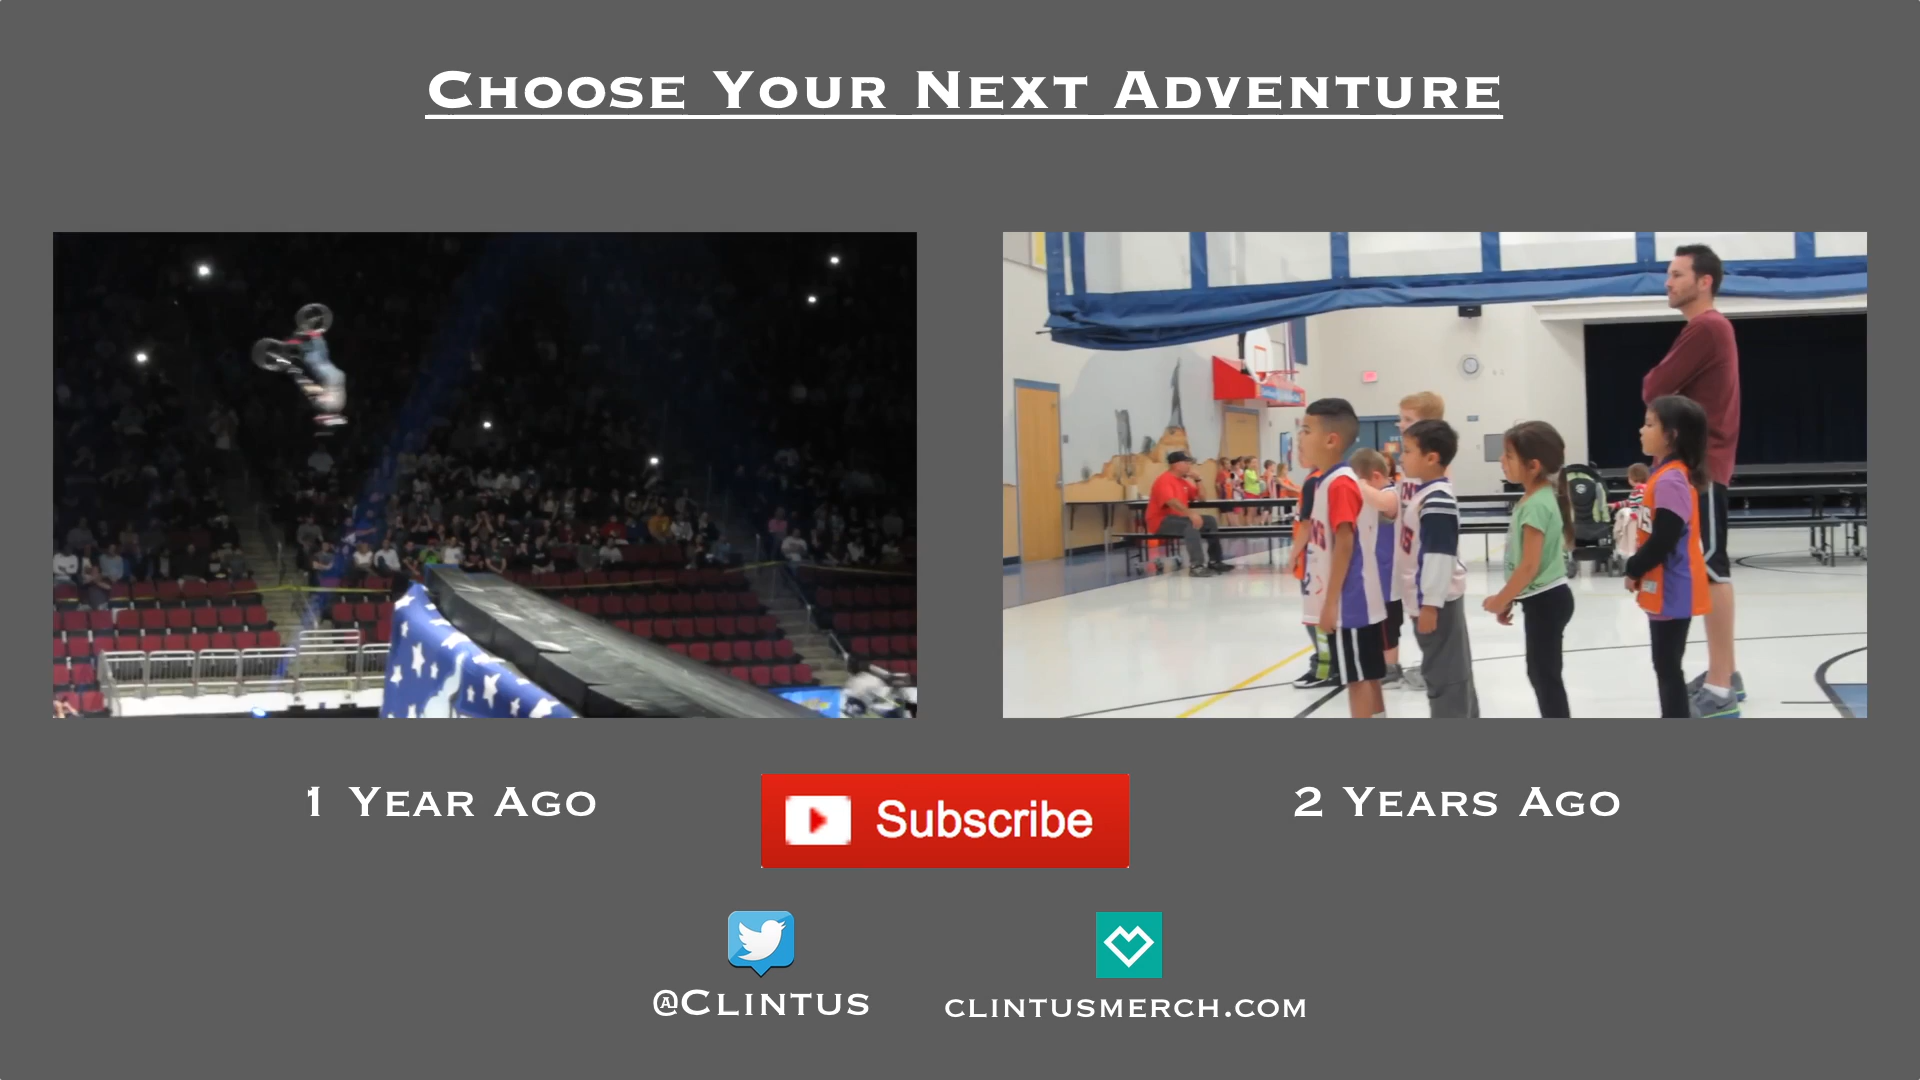 Choose Your Next Adventure
1 Year Ago
Subscribe
2 Years Ago
@Clintus
clintusmerch.com